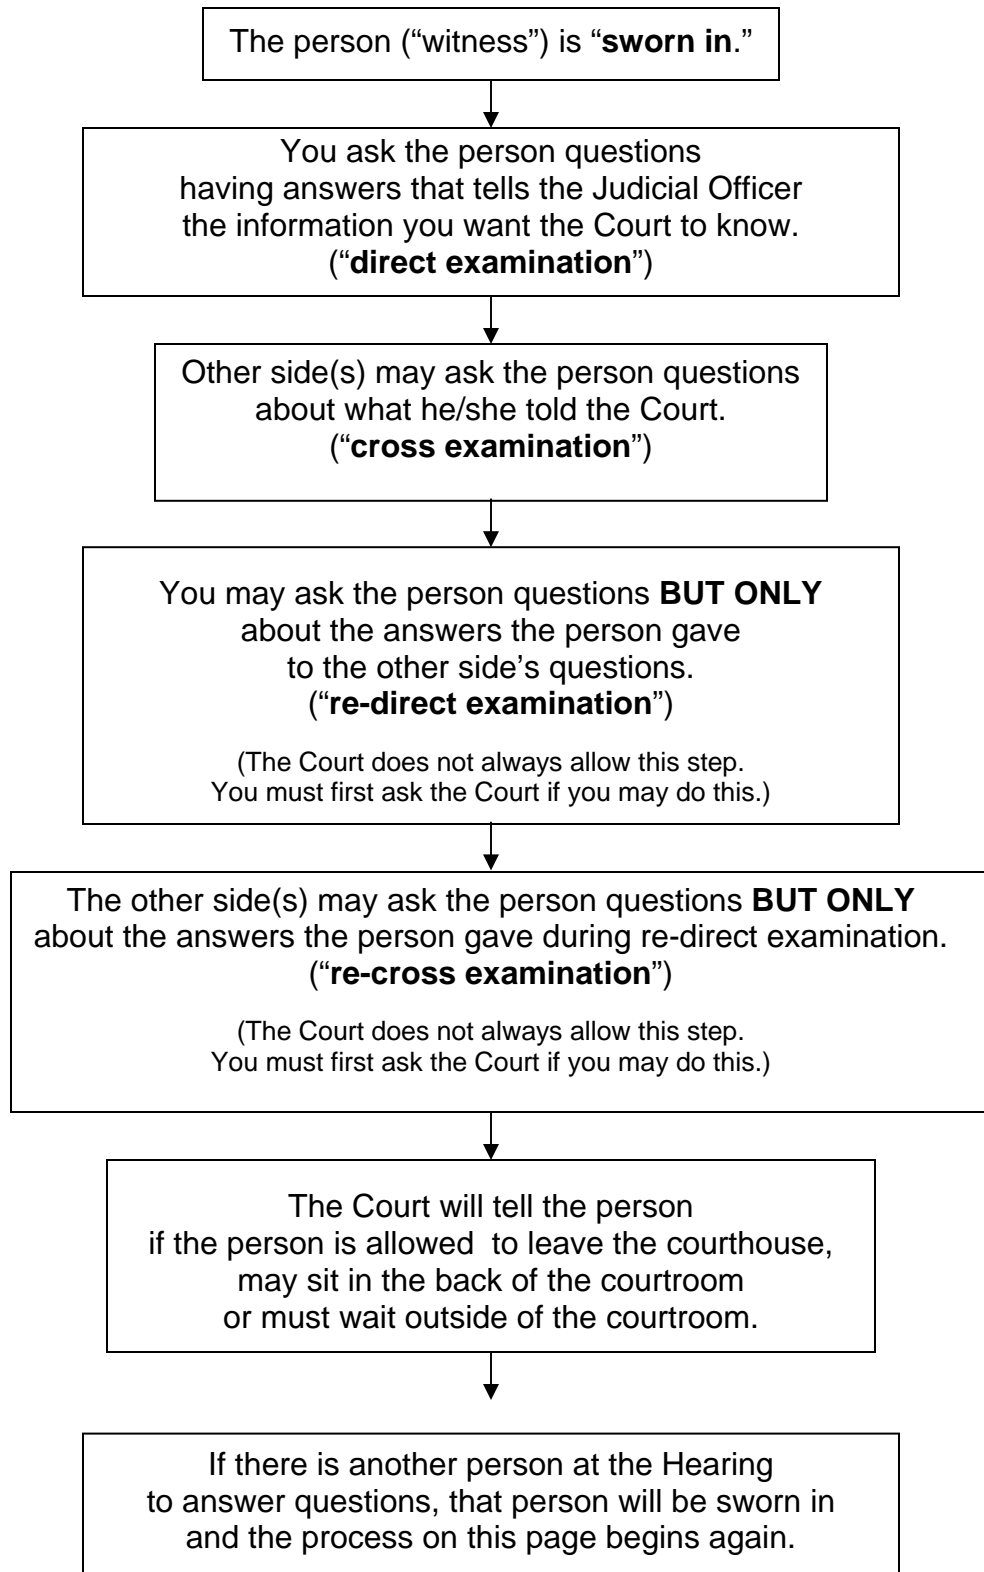 The person (“witness”) is “sworn in.”
You ask the person questions
having answers that tells the Judicial Officer
the information you want the Court to know.
(“direct examination”)
Other side(s) may ask the person questions
about what he/she told the Court.
(“cross examination”)
You may ask the person questions BUT ONLY
about the answers the person gave
to the other side’s questions.
(“re-direct examination”)
(The Court does not always allow this step.
You must first ask the Court if you may do this.)
The other side(s) may ask the person questions BUT ONLY
about the answers the person gave during re-direct examination.
(“re-cross examination”)
(The Court does not always allow this step.
You must first ask the Court if you may do this.)
The Court will tell the person
if the person is allowed  to leave the courthouse,
may sit in the back of the courtroom
or must wait outside of the courtroom.
If there is another person at the Hearing
to answer questions, that person will be sworn in
and the process on this page begins again.